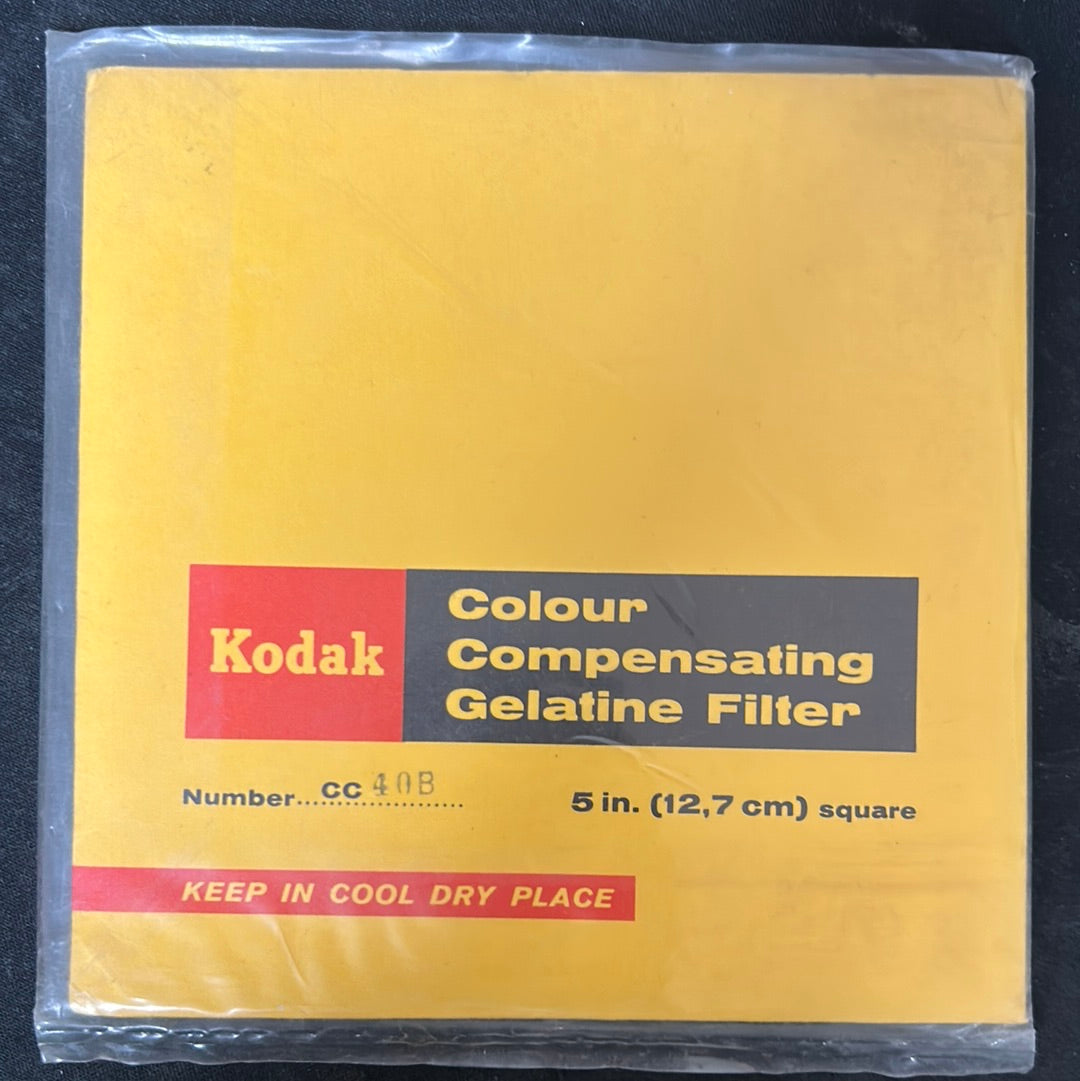 Kodak
Colour
Compensating
Gelatine Filter
Number...CC 40B.......
5 in. (12,7 cm) square
KEEP IN COOL DRY PLACE